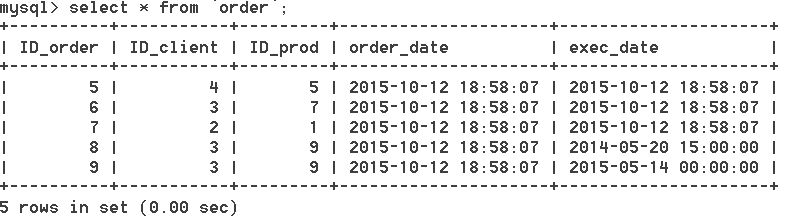 mysql> select * from `order`;
+----------+-----------+---------+---------------------+---------------------+
| ID_order | ID_client | ID_prod | order_date          | exec_date           |
+----------+-----------+---------+---------------------+---------------------+
|        5 |         4 |       5 | 2015-10-12 18:58:07 | 2015-10-12 18:58:07 |
|        6 |         3 |       7 | 2015-10-12 18:58:07 | 2015-10-12 18:58:07 |
|        7 |         2 |       1 | 2015-10-12 18:58:07 | 2015-10-12 18:58:07 |
|        8 |         3 |       9 | 2015-10-12 18:58:07 | 2014-05-20 15:00:00 |
|        9 |         3 |       9 | 2015-10-12 18:58:07 | 2015-05-14 00:00:00 |
+----------+-----------+---------+---------------------+---------------------+
5 rows in set (0.00 sec)